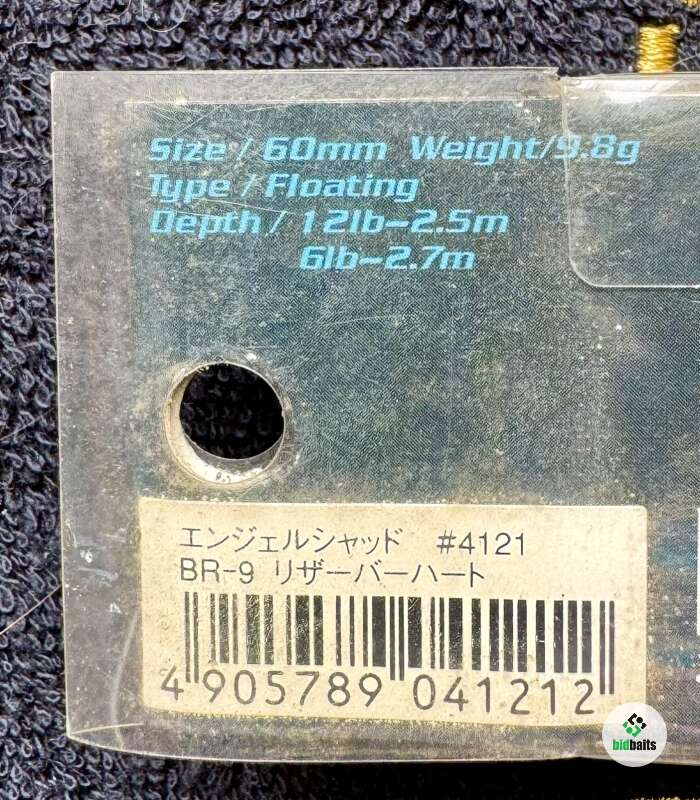 Size / 60mm Weight/9.8g
Type / Floating
Depth / 12lb-2.5m
6lb-2.7m
エンジェルシャッド #4121
BR-9 リザーバーハート
4 905789 041212
bidbaits